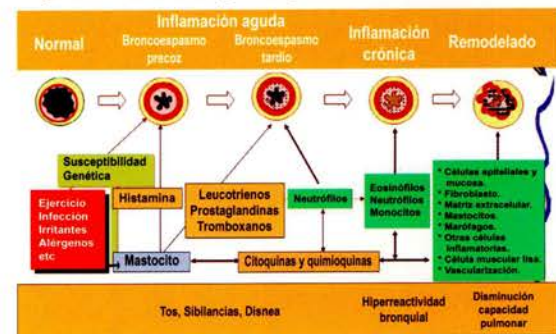 Inflamación aguda
Normal
Broncoespasmo
precoz
Broncoespasmo
tardio
Inflamación
crónica
Remodelado
Susceptibilidad
Genética
Ejercicio
Infección
Irritantes
Alérgenos
etc
Histamina
Mastocito
Leucotrienos
Prostaglandinas
Tromboxanos
Neutrófilos
Citoquinas y quimioquinas
Eosinófilos
Neutrófilos
Monocitos
* Células epiteliales y
mucosa.
* Fibroblasto.
* Matriz extracelular.
* Mastocitos.
* Marófagos.
* Otras células
inflamatorias.
* Célula muscular lisa.
* Vascularización.
Tos, Sibilancias, Disnea
Hiperreactividad
bronquial
Disminución
capacidad
pulmonar